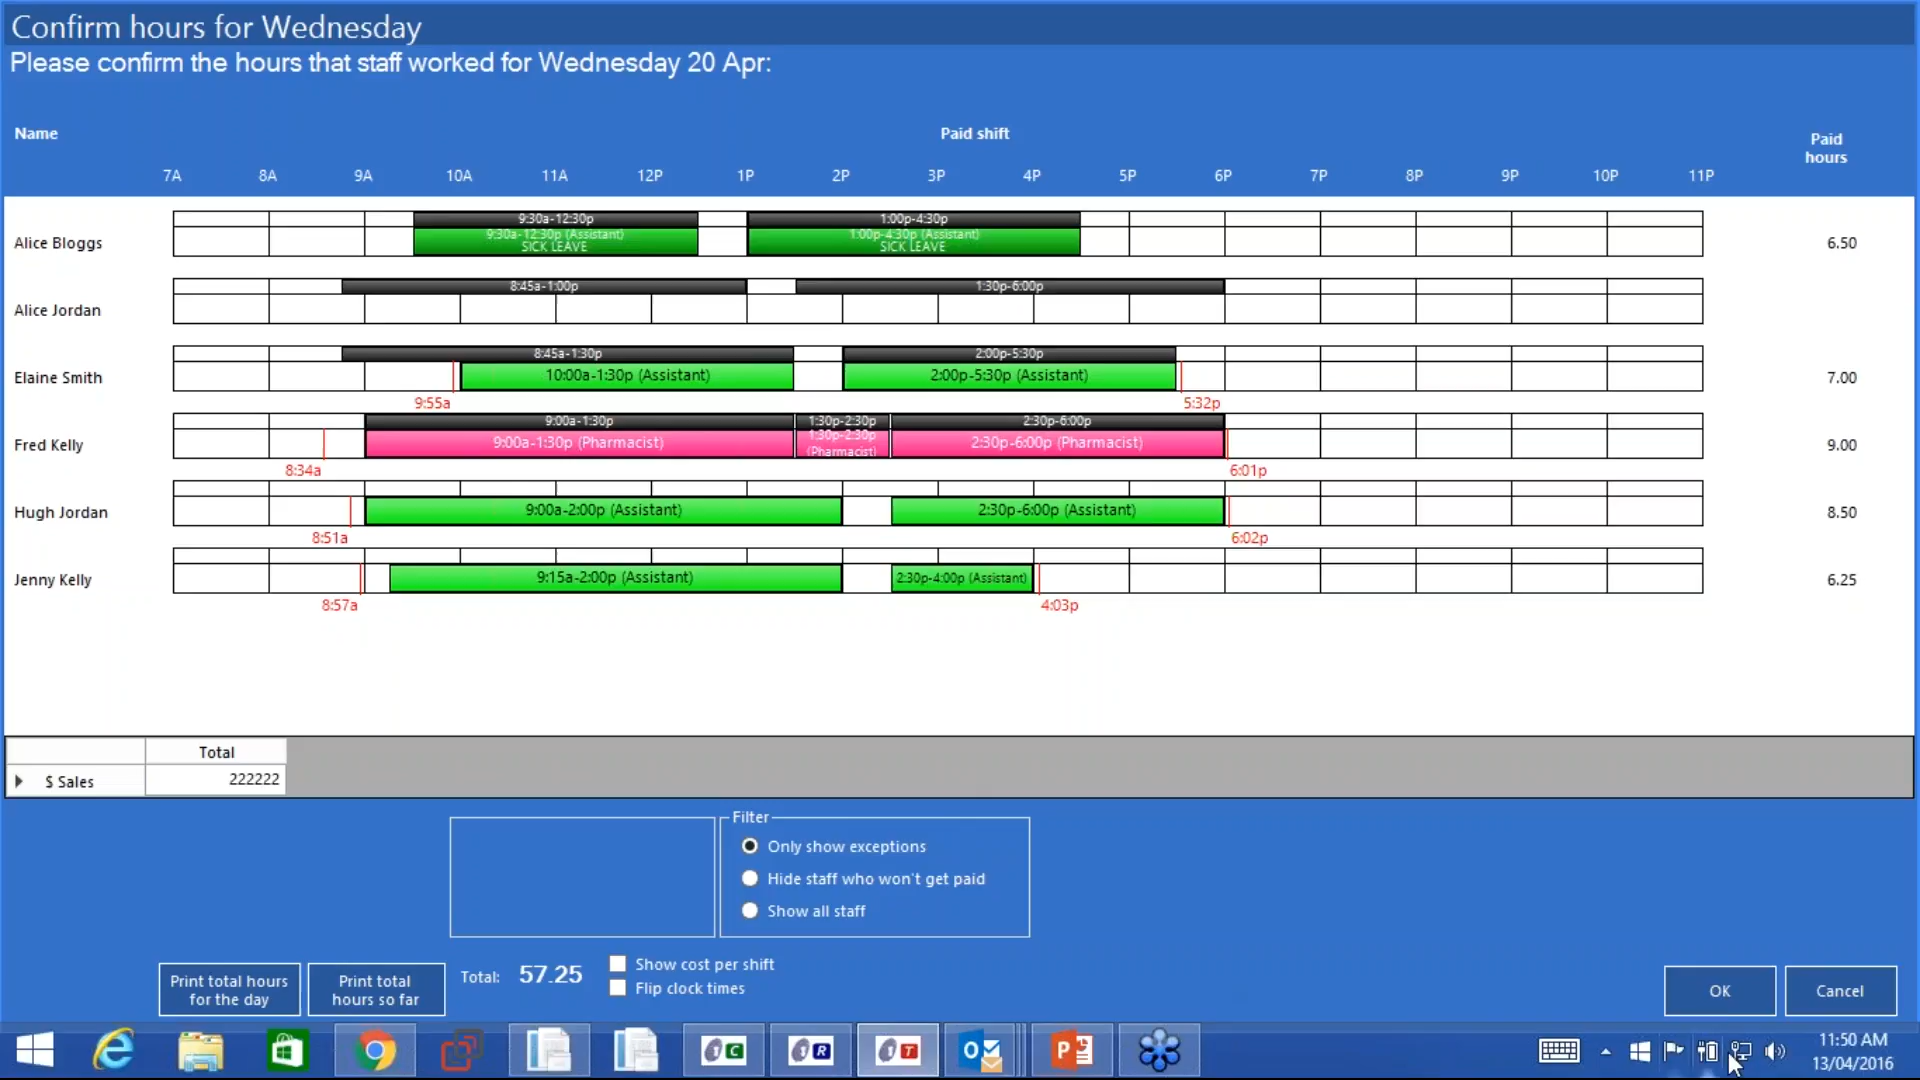 Confirm hours for Wednesday
Please confirm the hours that staff worked for Wednesday 20 Apr:
Name
Paid shift
Paid
hours
7A 8A 9A 10A 11A 12P 1P 2P 3P 4P 5P 6P 7P 8P 9P 10P 11P
9:30a-12:30p 1:00p-4:30p
Alice Bloggs 9:30a-12:30p (Assistant) 1:00p-4:30p (Assistant) 6.50
SICK LEAVE SICK LEAVE
8:45a-1:00p 1:30p-6:00p
Alice Jordan
8:45a-1:30p 2:00p-5:30p
Elaine Smith 10:00a-1:30p (Assistant) 2:00p-5:30p (Assistant) 7.00
9:55a 5:32p
9:00a-1:30p 1:30p-2:30p 2:30p-6:00p
Fred Kelly 9:00a-1:30p (Pharmacist) 1:30p-2:30p (Pharmacist) 2:30p-6:00p (Pharmacist) 9.00
8:34a 6:01p
Hugh Jordan 9:00a-2:00p (Assistant) 2:30p-6:00p (Assistant) 8.50
8:51a 6:02p
Jenny Kelly 9:15a-2:00p (Assistant) 2:30p-4:00p (Assistant) 6.25
8:57a 4:03p
Total
$ Sales 222222
Filter
Only show exceptions
Hide staff who won't get paid
Show all staff
Print total hours
for the day
Print total
hours so far
Total: 57.25
Show cost per shift
Flip clock times
OK
Cancel
C R T
11:50 AM
13/04/2016